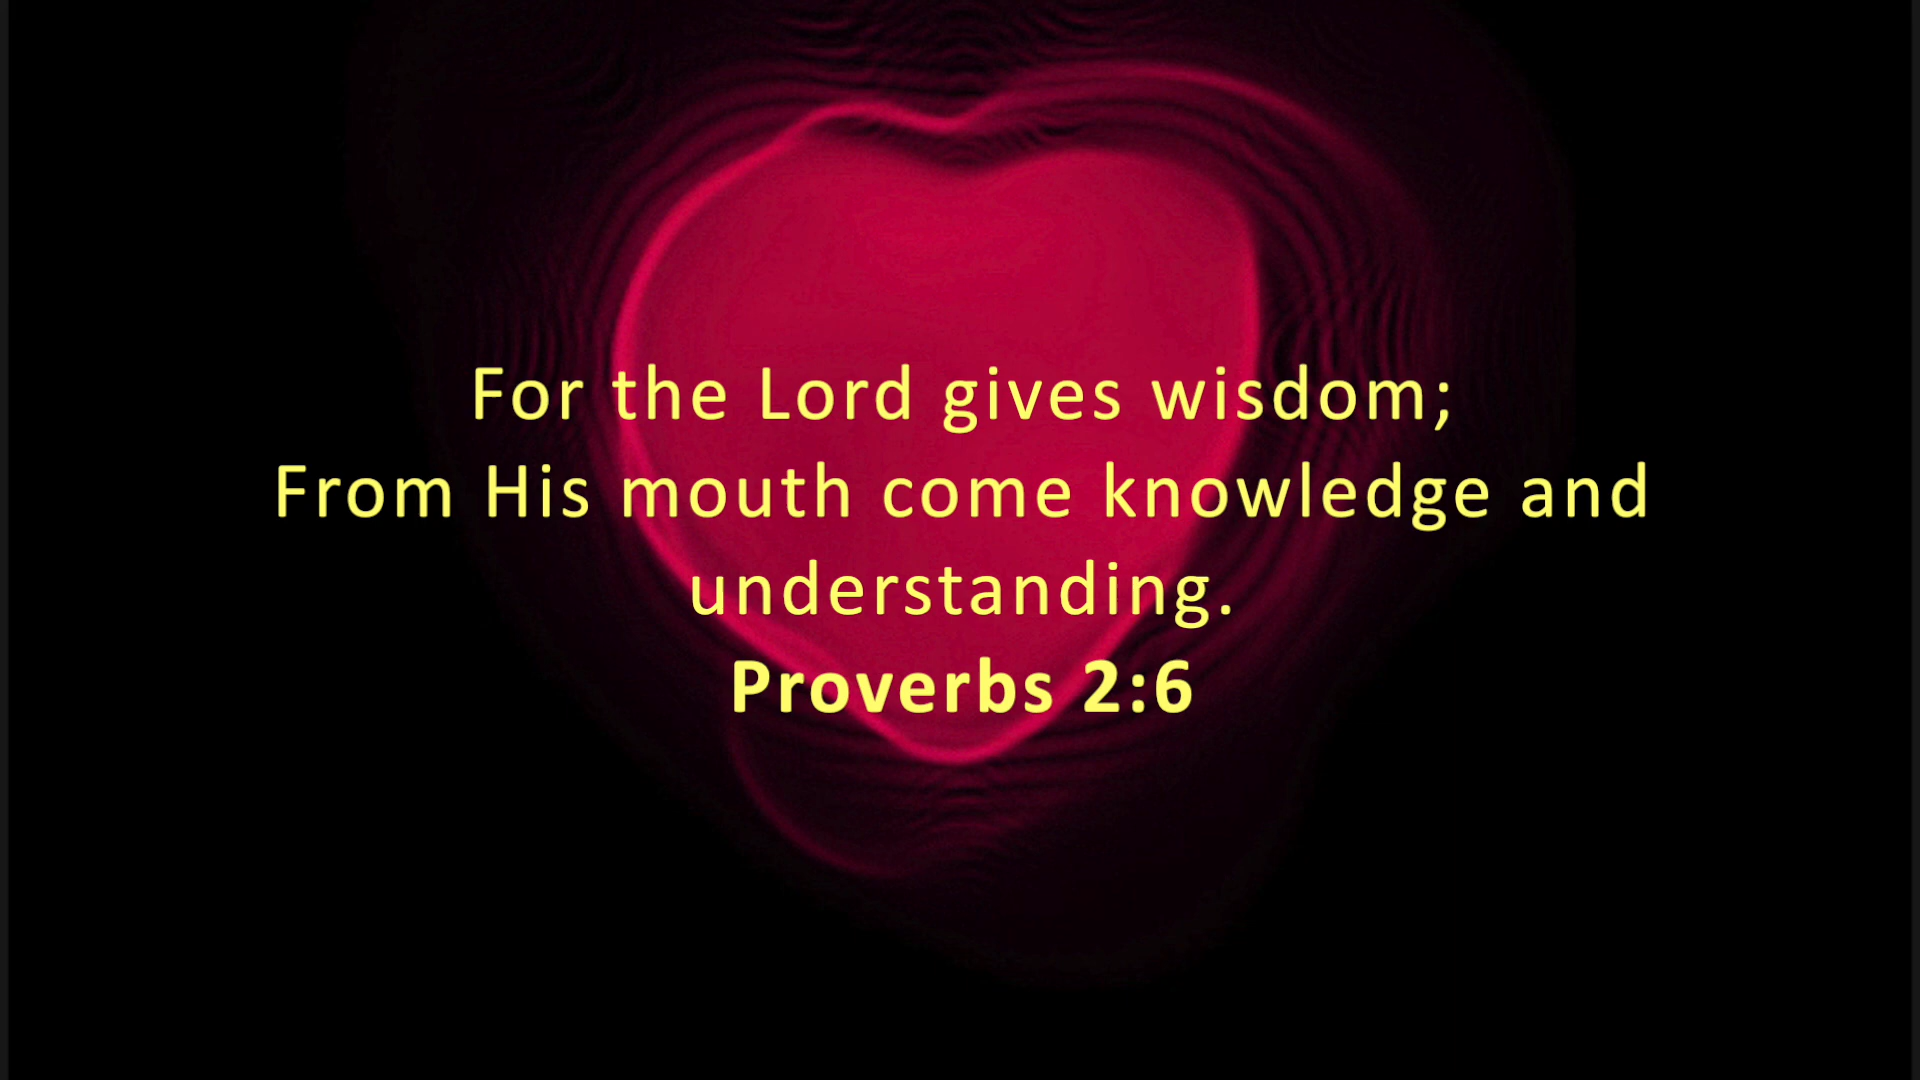 For the Lord gives wisdom;
From His mouth come knowledge and
understanding.
Proverbs 2:6